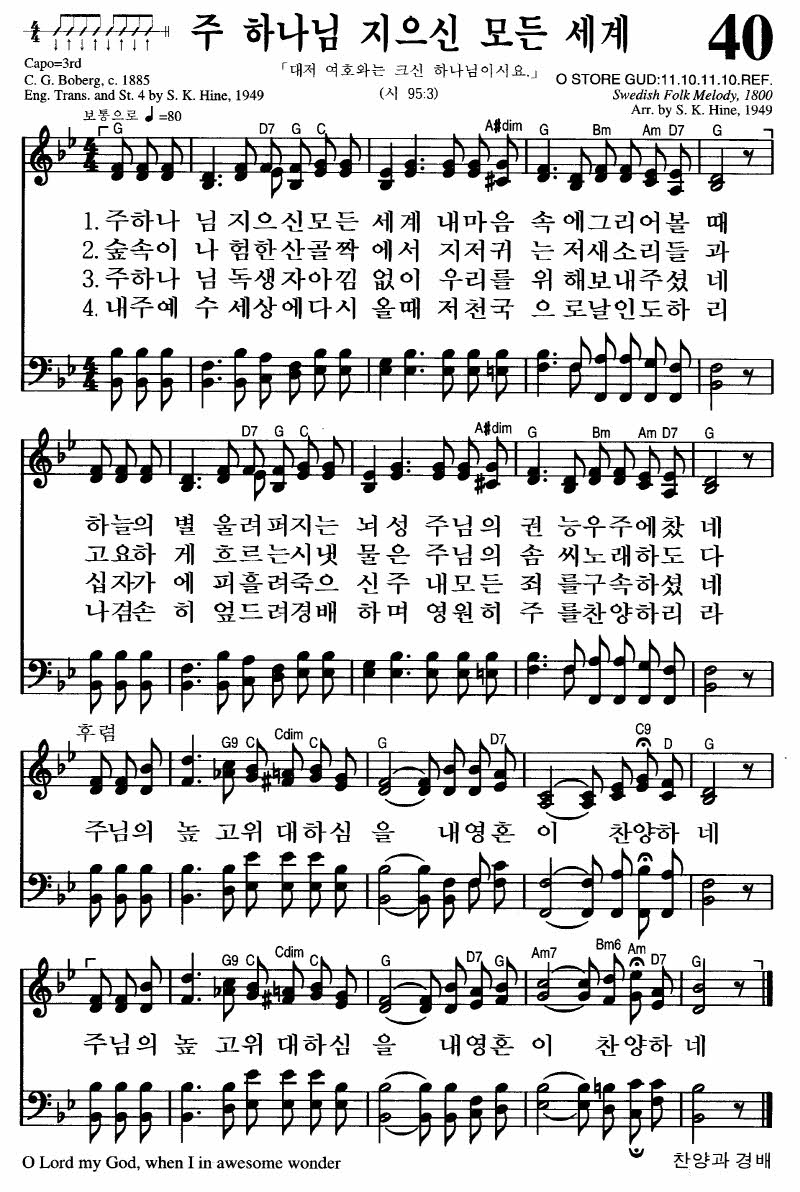 주 하나님 지으신 모든 세계 40
Capo=3rd
「대저 여호와는 크신 하나님이시요.」
C. G. Boberg, c. 1885
O STORE GUD:11.10.11.10.REF.
Eng. Trans. and St. 4 by S. K. Hine, 1949
(시 95:3)
Swedish Folk Melody, 1800
보통으로 ♩=80
Arr. by S. K. Hine, 1949
G D7 G C A#dim G Bm Am D7 G
1. 주하나 님 지으신모든 세계 내마음 속에그리어볼 때
2. 숲속이 나 험한산골짝 에서 지저귀 는저새소리들 과
3. 주하나 님 독생자아낌 없이 우리를 위해보내주셨 네
4. 내주예 수 세상에다시 올때 저천국 으로날인도하 리
D7 G C A#dim G Bm Am D7 G
하늘의 별 울려퍼지는 뇌성 주님의 권 능우주에찼 네
고요하 게 흐르는시냇 물은 주님의 솜 씨노래하도 다
십자가 에 피흘려죽으 신주 내모든 죄 를구속하셨 네
나겸손 히 엎드려경배 하며 영원히 주 를찬양하리 라
후렴
G9 C Cdim C G D7 C9 D G
주님의 높 고위대하심 을 내영혼 이 찬양하 네
G9 C Cdim C G D7 G Am7 Bm6 Am D7 G
주님의 높 고위대하심 을 내영혼 이 찬양하 네
O Lord my God, when I in awesome wonder
찬양과 경배